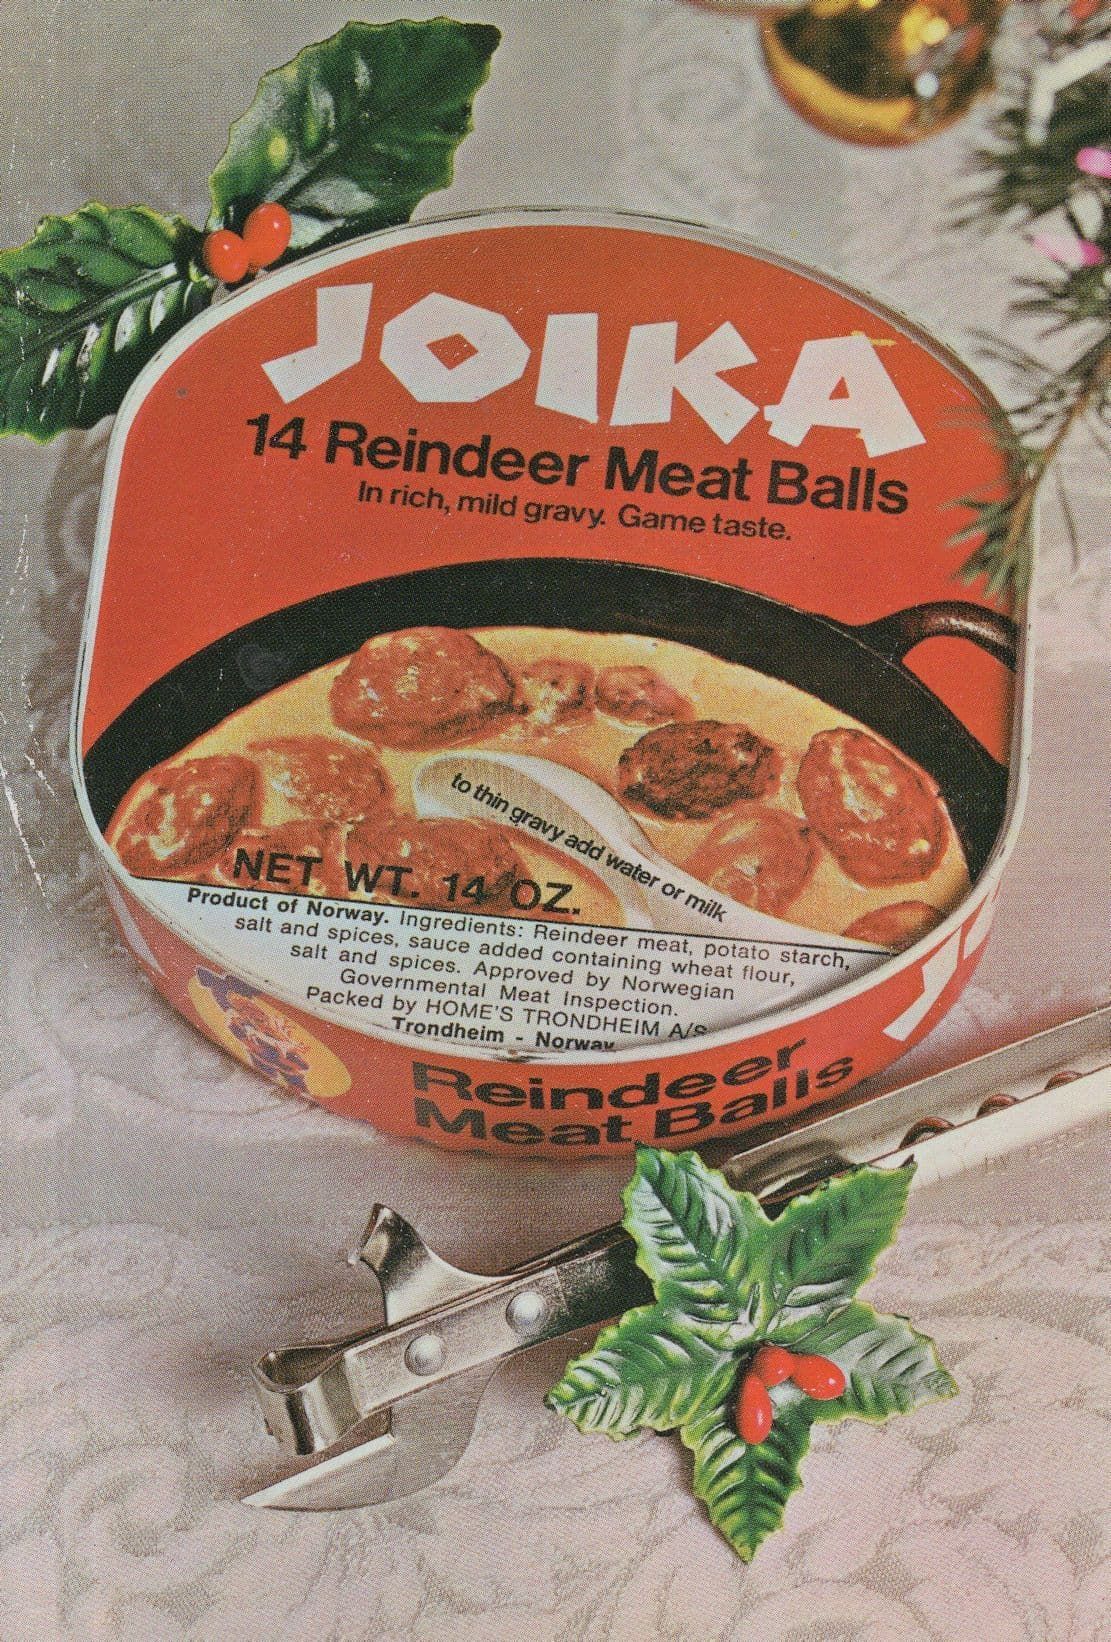 JOIKA
14 Reindeer Meat Balls
In rich, mild gravy. Game taste.
to thin gravy add water or milk
NET WT. 14 OZ.
Product of Norway. Ingredients: Reindeer meat, potato starch,
salt and spices, sauce added containing wheat flour,
salt and spices. Approved by Norwegian
Governmental Meat Inspection.
Packed by HOME'S TRONDHEIM A/S
Trondheim - Norway
Reindeer
Meat Balls